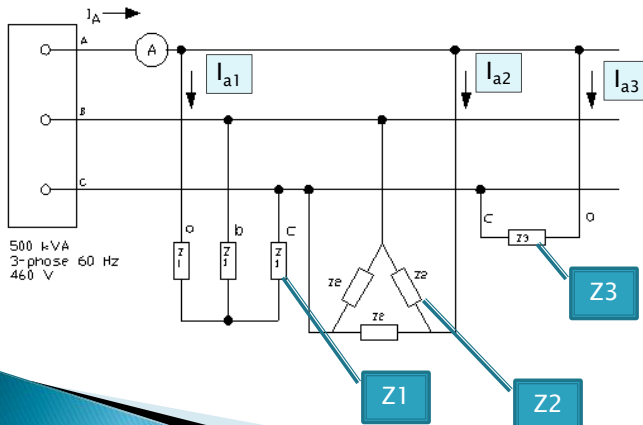 I_A
A
A
I_a1
I_a2
I_a3
B
C
a
b
c
c
a
Z1
Z1
Z1
Z2
Z2
Z2
Z3
500 kVA
3-phase 60 Hz
460 V
Z3
Z1
Z2